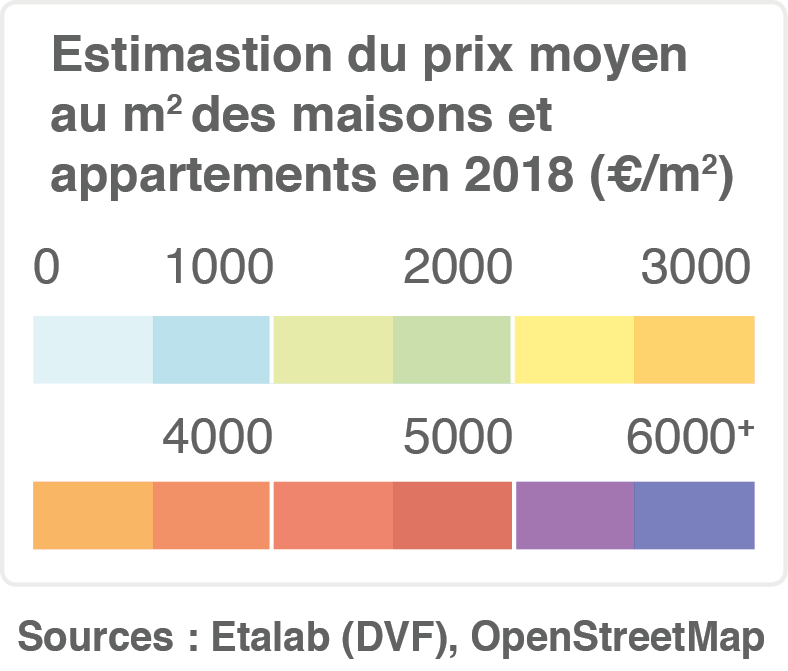 Estimastion du prix moyen
au m² des maisons et
appartements en 2018 (€/m²)
0 1000 2000 3000
4000 5000 6000⁺
Sources : Etalab (DVF), OpenStreetMap